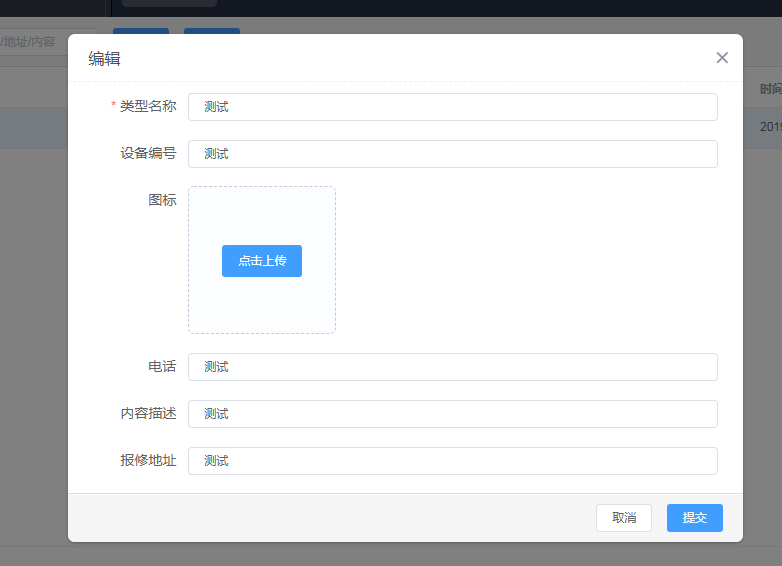 /地址/内容
编辑
时间
* 类型名称 测试
2019
设备编号 测试
图标
点击上传
电话 测试
内容描述 测试
报修地址 测试
取消 提交